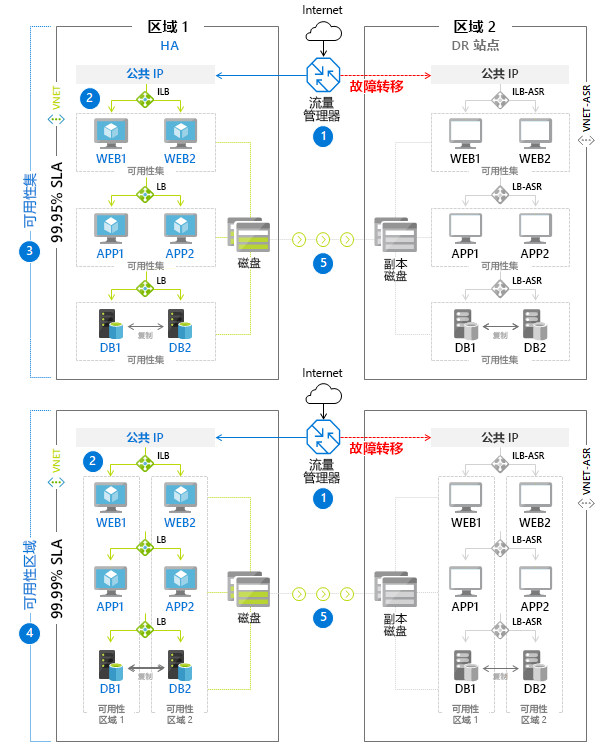 Internet
区域 1
HA
区域 2
DR 站点
公共 IP
公共 IP
故障转移
流量
管理器
1
VNET
VNET-ASR
2
ILB
ILB-ASR
WEB1
WEB2
WEB1
WEB2
可用性集
可用性集
3
可用性集
99.95% SLA
LB
LB-ASR
APP1
APP2
APP1
APP2
可用性集
可用性集
磁盘
5
副本
磁盘
LB
LB-ASR
复制
复制
DB1
DB2
DB1
DB2
可用性集
可用性集
Internet
公共 IP
公共 IP
故障转移
流量
管理器
1
VNET
VNET-ASR
2
ILB
ILB-ASR
WEB1
WEB2
WEB1
WEB2
4
可用性区域
99.99% SLA
LB
LB-ASR
APP1
APP2
APP1
APP2
磁盘
5
副本
磁盘
LB
LB-ASR
复制
复制
DB1
DB2
DB1
DB2
可用性
区域 1
可用性
区域 2
可用性
区域 1
可用性
区域 2